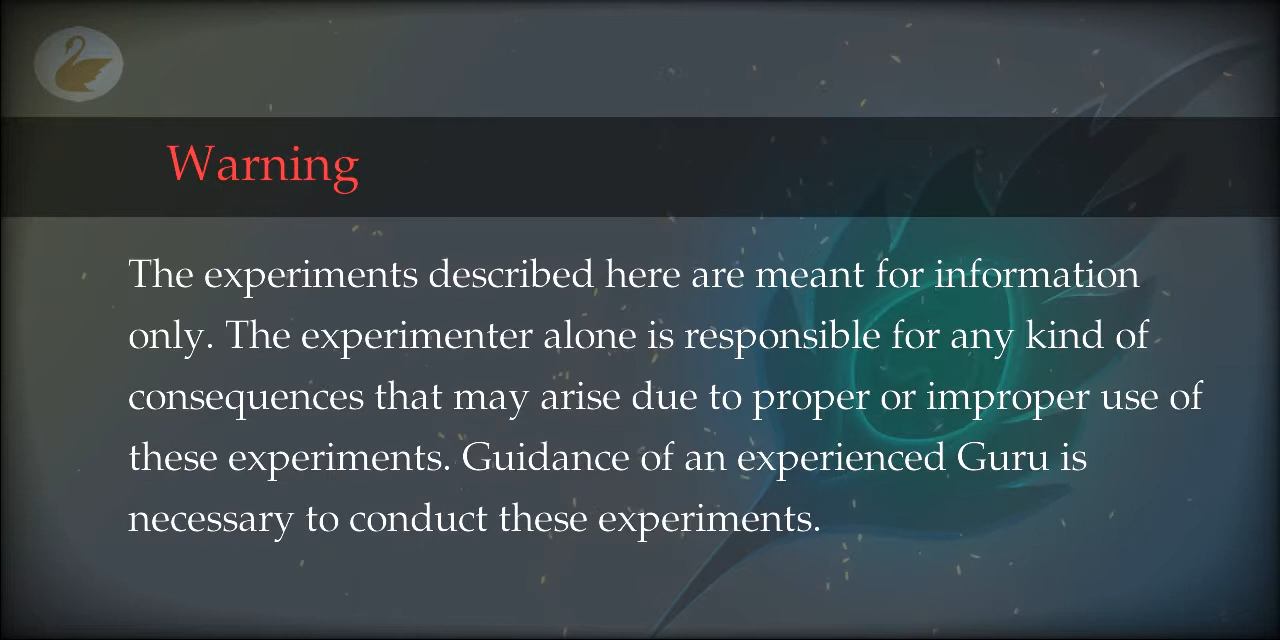 Warning
The experiments described here are meant for information
only. The experimenter alone is responsible for any kind of
consequences that may arise due to proper or improper use of
these experiments. Guidance of an experienced Guru is
necessary to conduct these experiments.